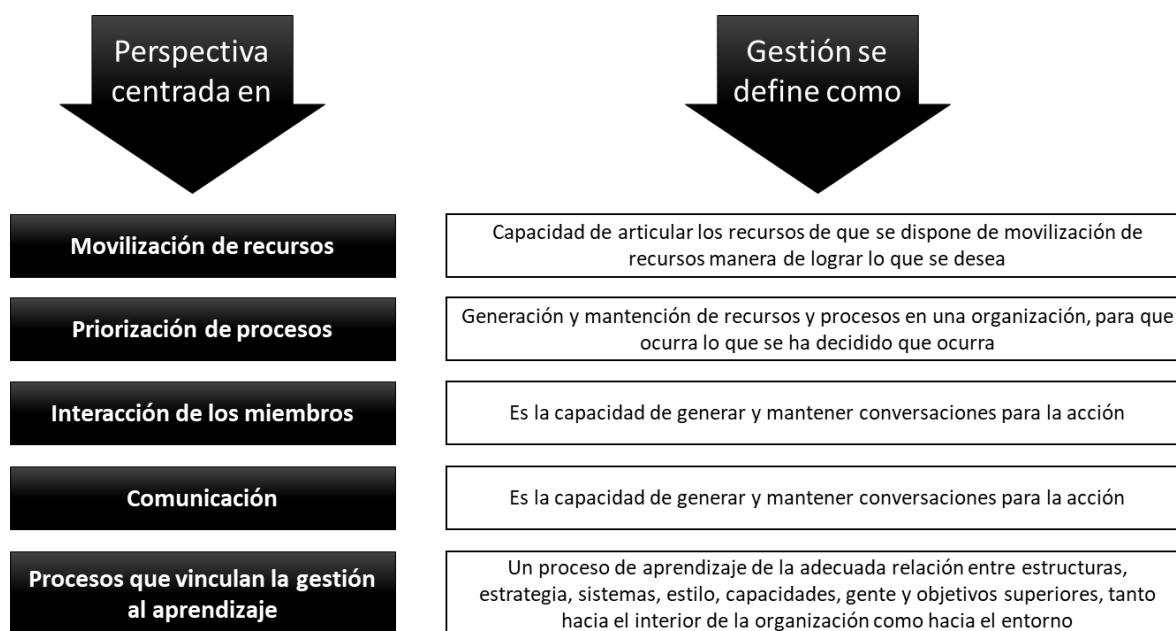 Perspectiva
centrada en
Gestión se
define como
Movilización de recursos
Capacidad de articular los recursos de que se dispone de movilización de
recursos manera de lograr lo que se desea
Priorización de procesos
Generación y mantención de recursos y procesos en una organización, para que
ocurra lo que se ha decidido que ocurra
Interacción de los miembros
Es la capacidad de generar y mantener conversaciones para la acción
Comunicación
Es la capacidad de generar y mantener conversaciones para la acción
Procesos que vinculan la gestión
al aprendizaje
Un proceso de aprendizaje de la adecuada relación entre estructuras,
estrategia, sistemas, estilo, capacidades, gente y objetivos superiores, tanto
hacia el interior de la organización como hacia el entorno